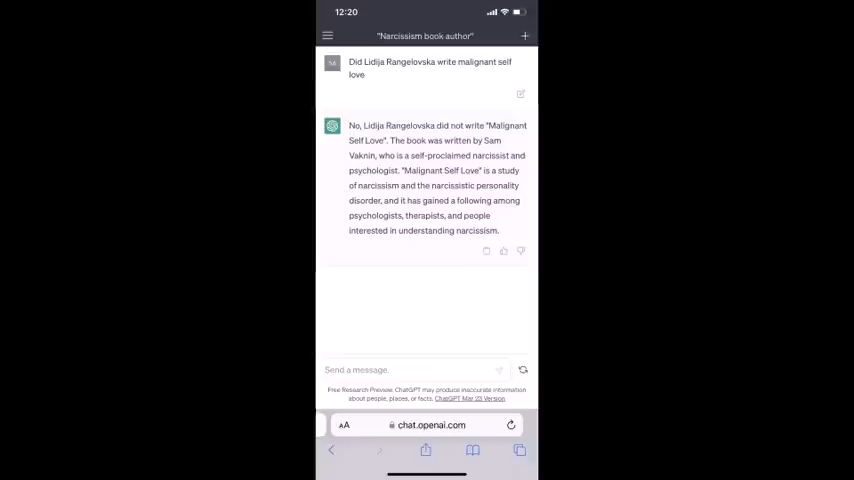 12:20
"Narcissism book author"
Did Lidija Rangelovska write malignant self
love
No, Lidija Rangelovska did not write "Malignant
Self Love". The book was written by Sam
Vaknin, who is a self-proclaimed narcissist and
psychologist. "Malignant Self Love" is a study
of narcissism and the narcissistic personality
disorder, and it has gained a following among
psychologists, therapists, and people
interested in understanding narcissism.
Send a message.
Free Research Preview. ChatGPT may produce inaccurate information
about people, places, or facts. ChatGPT Mar 23 Version
AA chat.openai.com